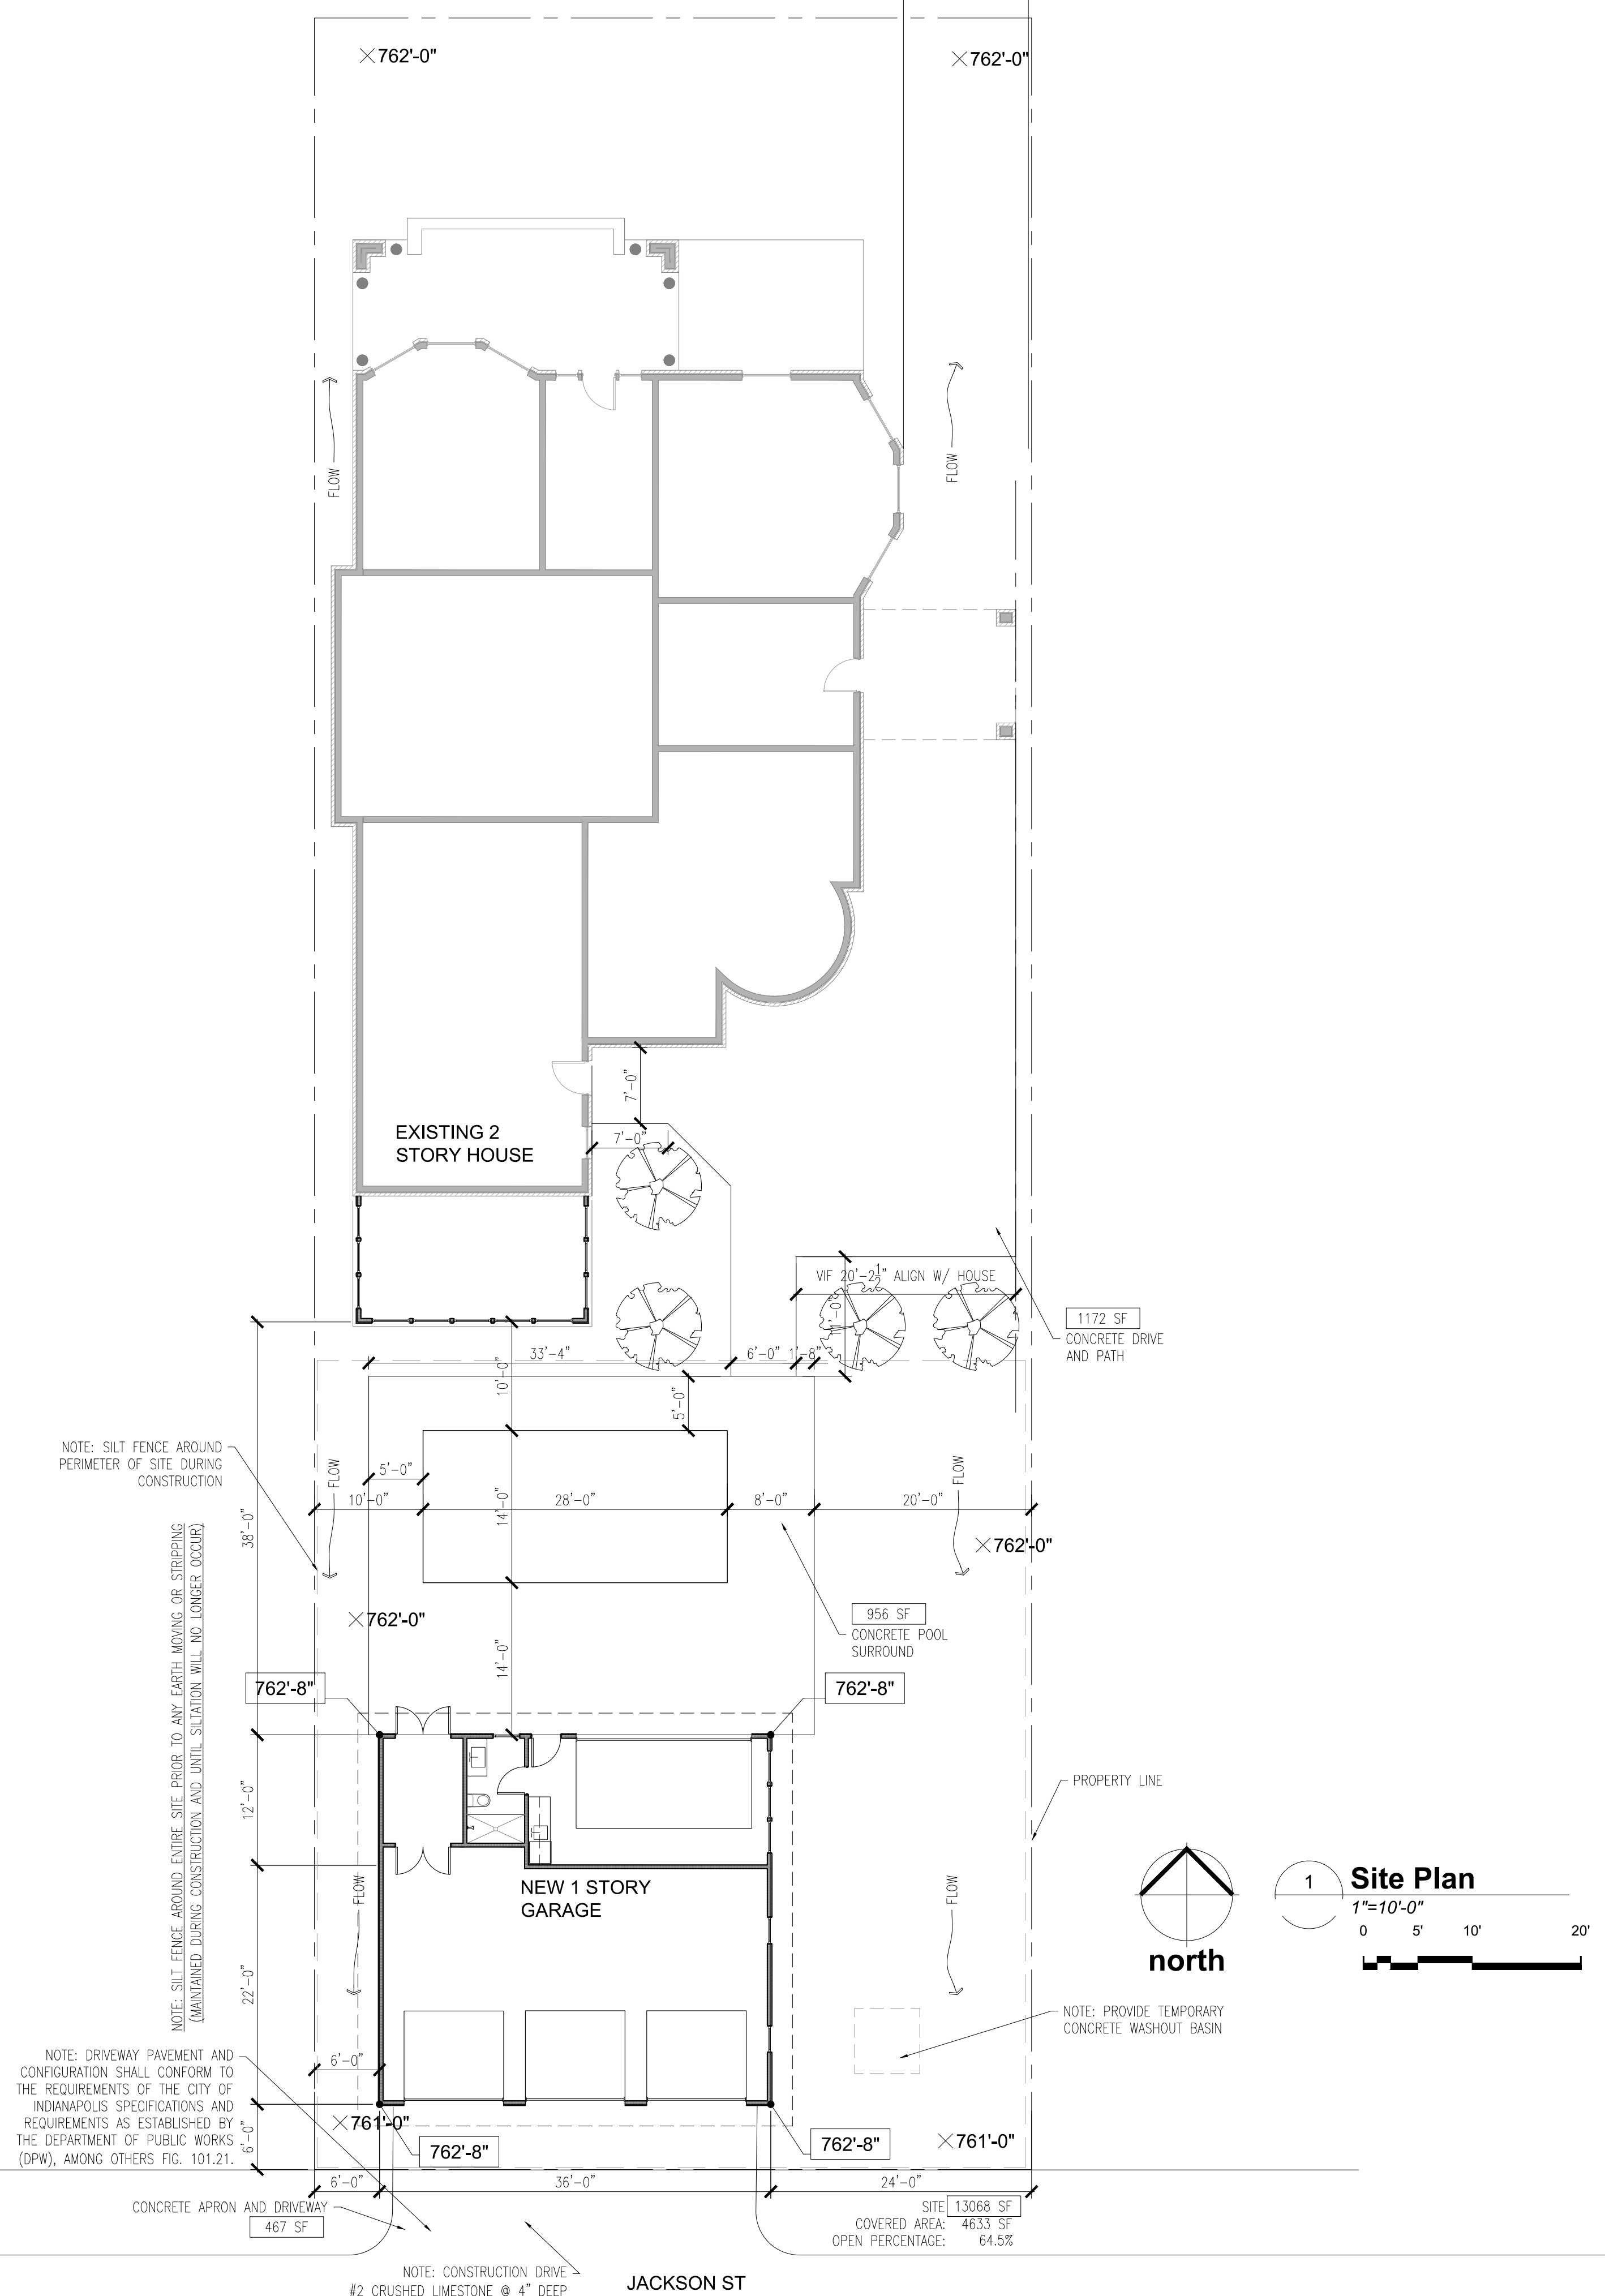 762'-0"
762'-0"
FLOW
FLOW
7'-0"
EXISTING 2
STORY HOUSE
7'-0"
VIF 20'-2½" ALIGN W/ HOUSE
11'-0"
1172 SF
CONCRETE DRIVE
AND PATH
33'-4"
6'-0"
1'-8"
10'-0"
5'-0"
NOTE: SILT FENCE AROUND
PERIMETER OF SITE DURING
CONSTRUCTION
5'-0"
FLOW
FLOW
10'-0"
28'-0"
8'-0"
20'-0"
14'-0"
38'-0"
762'-0"
762'-0"
956 SF
CONCRETE POOL
SURROUND
14'-0"
762'-8"
762'-8"
NOTE: SILT FENCE AROUND ENTIRE SITE PRIOR TO ANY EARTH MOVING OR STRIPPING
(MAINTAINED DURING CONSTRUCTION AND UNTIL SILTATION WILL NO LONGER OCCUR)
12'-0"
PROPERTY LINE
NEW 1 STORY
GARAGE
FLOW
FLOW
22'-0"
1
Site Plan
1"=10'-0"
0 5' 10' 20'
north
NOTE: PROVIDE TEMPORARY
CONCRETE WASHOUT BASIN
NOTE: DRIVEWAY PAVEMENT AND
CONFIGURATION SHALL CONFORM TO
THE REQUIREMENTS OF THE CITY OF
INDIANAPOLIS SPECIFICATIONS AND
REQUIREMENTS AS ESTABLISHED BY
THE DEPARTMENT OF PUBLIC WORKS
(DPW), AMONG OTHERS FIG. 101.21.
6'-0"
6'-0"
761'-0"
762'-8"
762'-8"
761'-0"
6'-0"
36'-0"
24'-0"
CONCRETE APRON AND DRIVEWAY
467 SF
SITE 13068 SF
COVERED AREA: 4633 SF
OPEN PERCENTAGE: 64.5%
NOTE: CONSTRUCTION DRIVE
#2 CRUSHED LIMESTONE @ 4" DEEP
JACKSON ST